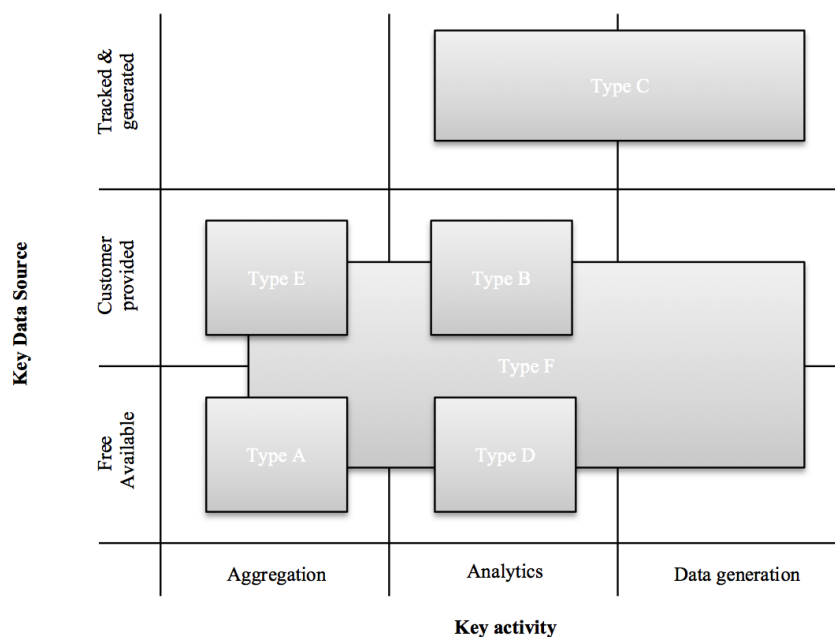 Tracked &
generated
Type C
Key Data Source
Customer
provided
Type E
Type B
Type F
Free
Available
Type A
Type D
Aggregation
Analytics
Data generation
Key activity